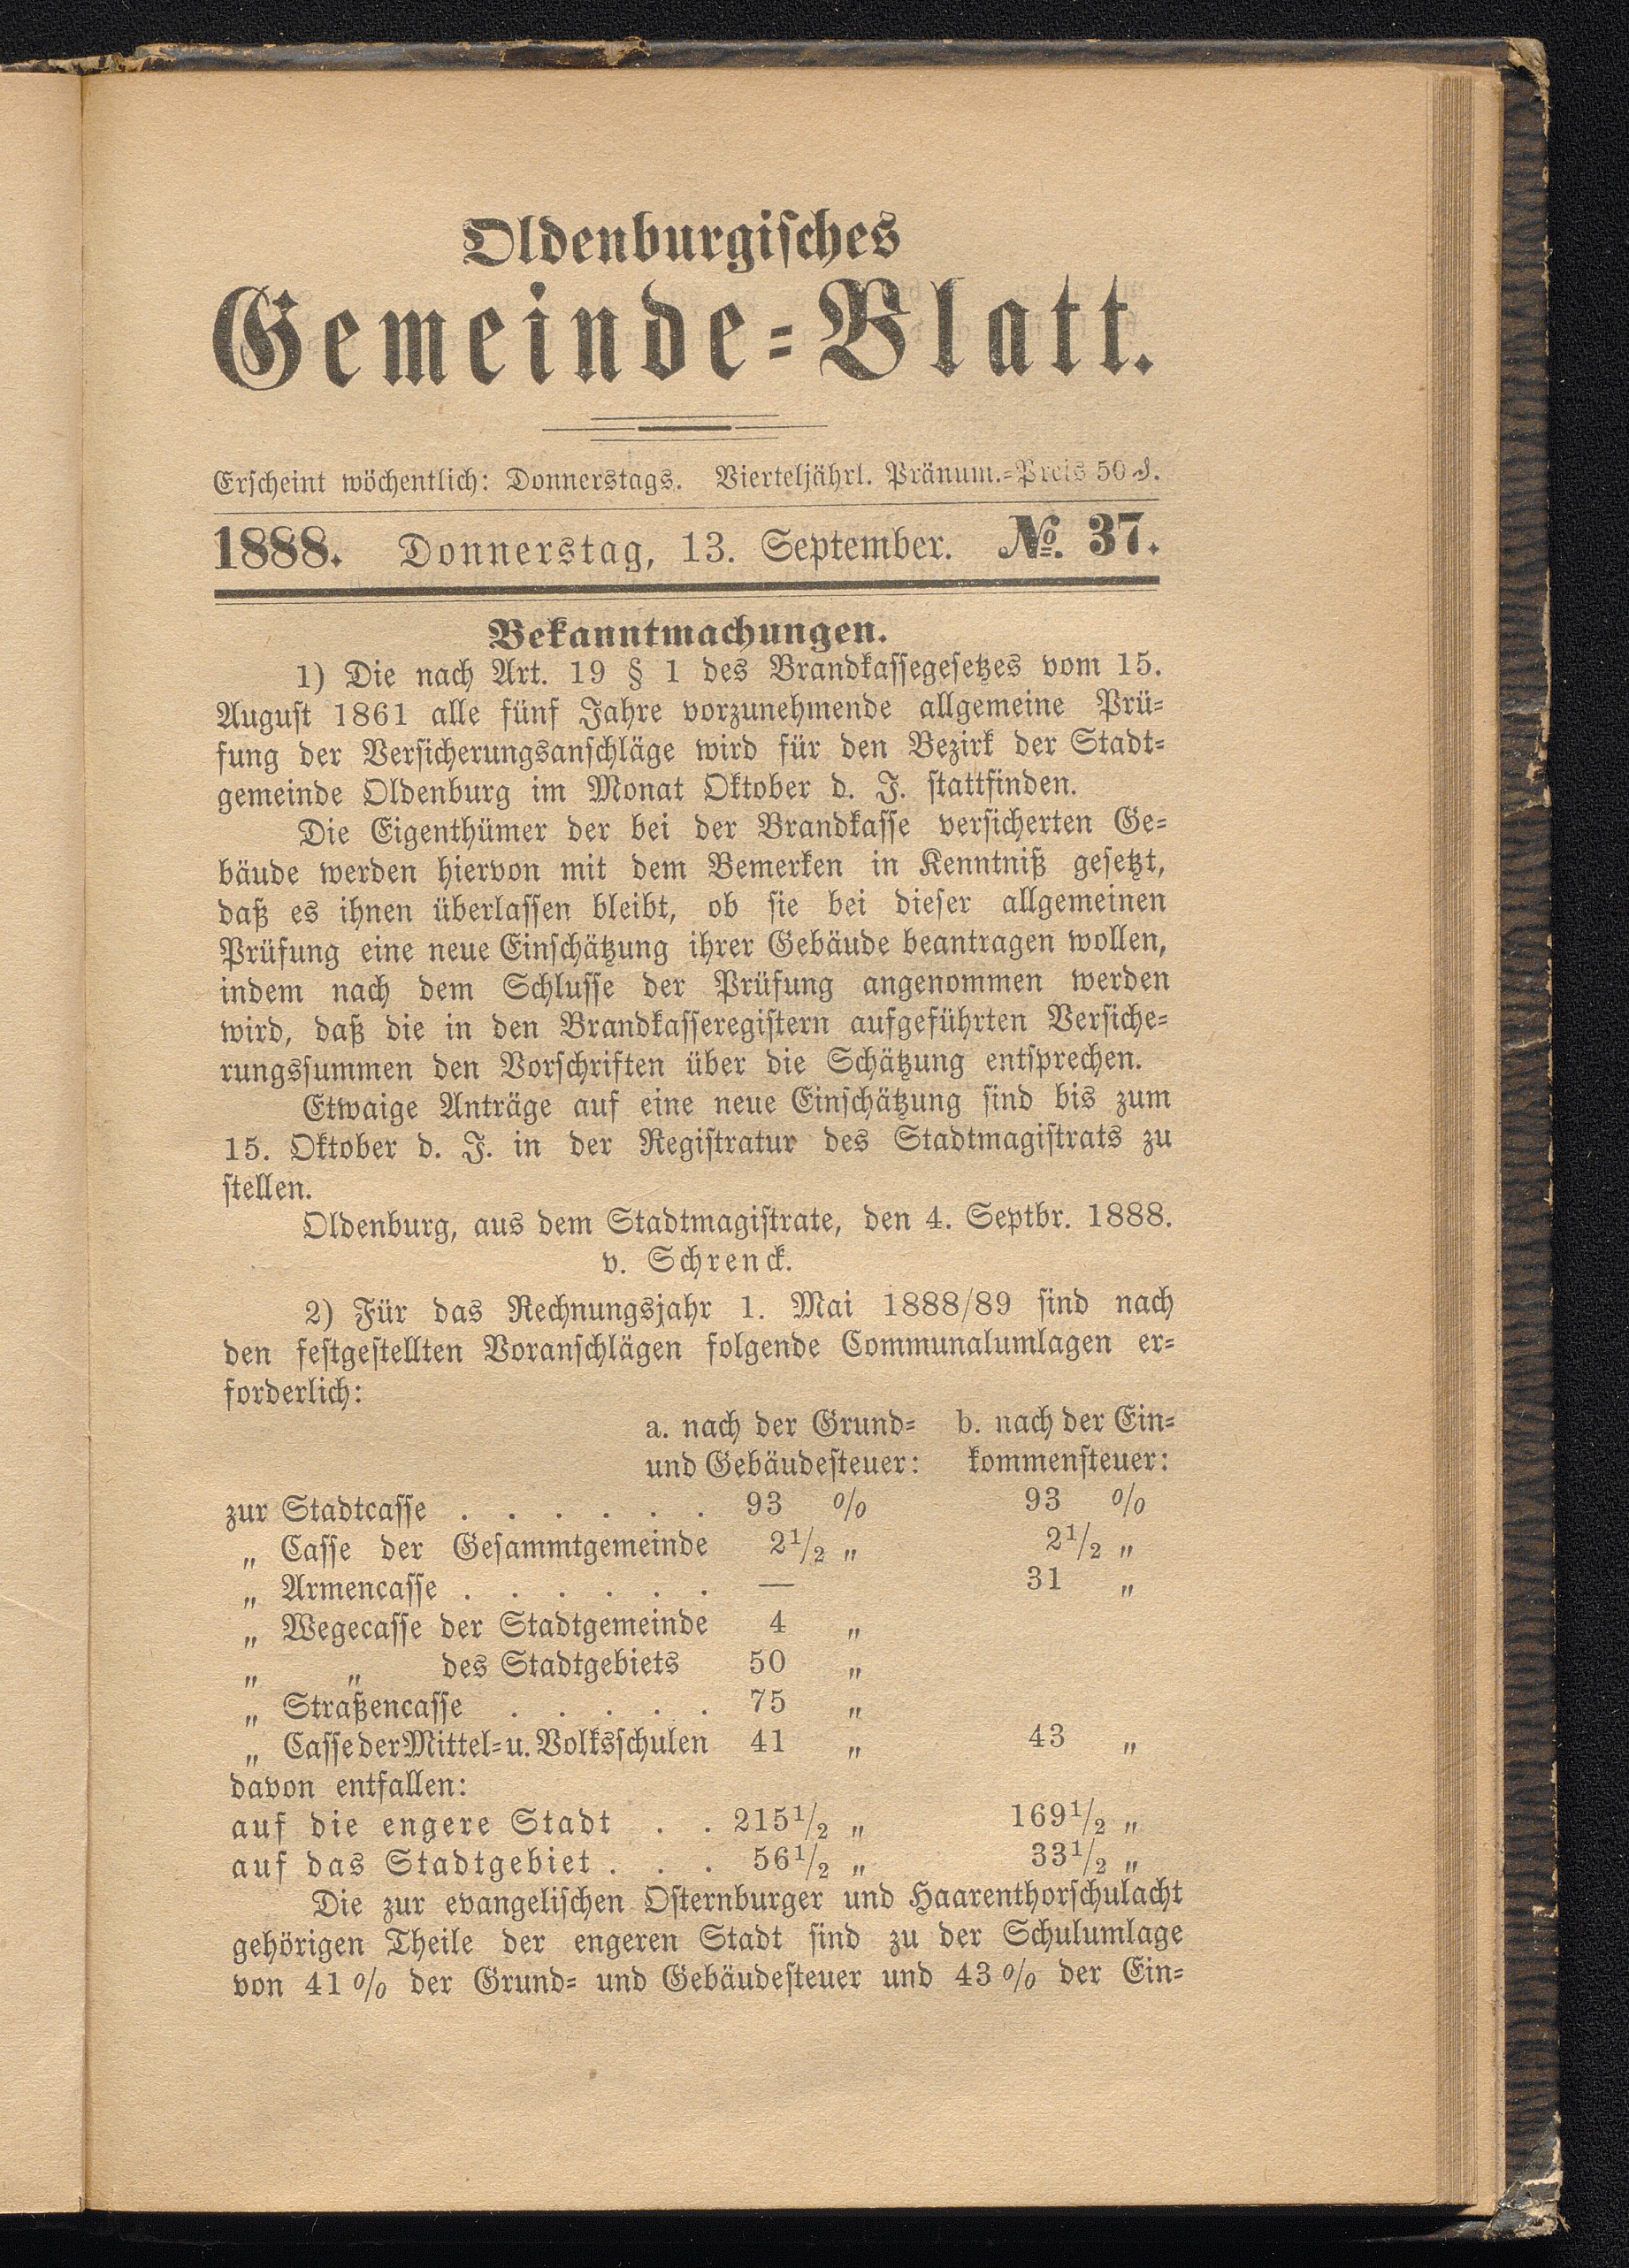 Oldenburgisches
Gemeinde-Blatt.
Erscheint wöchentlich: Donnerstags. Vierteljährl. Pränum.-Preis 50 ₰.
1888. Donnerstag, 13. September. №. 37.
Bekanntmachungen.
1) Die nach Art. 19 § 1 des Brandkassegesetzes vom 15.
August 1861 alle fünf Jahre vorzunehmende allgemeine Prü-
fung der Versicherungsanschläge wird für den Bezirk der Stadt-
gemeinde Oldenburg im Monat Oktober d. J. stattfinden.
Die Eigenthümer der bei der Brandkasse versicherten Ge-
bäude werden hiervon mit dem Bemerken in Kenntniß gesetzt,
daß es ihnen überlassen bleibt, ob sie bei dieser allgemeinen
Prüfung eine neue Einschätzung ihrer Gebäude beantragen wollen,
indem nach dem Schlusse der Prüfung angenommen werden
wird, daß die in den Brandkasseregistern aufgeführten Versiche-
rungssummen den Vorschriften über die Schätzung entsprechen.
Etwaige Anträge auf eine neue Einschätzung sind bis zum
15. Oktober d. J. in der Registratur des Stadtmagistrats zu
stellen.
Oldenburg, aus dem Stadtmagistrate, den 4. Septbr. 1888.
v. Schrenck.
2) Für das Rechnungsjahr 1. Mai 1888/89 sind nach
den festgestellten Voranschlägen folgende Communalumlagen er-
forderlich:
a. nach der Grund- b. nach der Ein-
und Gebäudesteuer: kommensteuer:
zur Stadtcasse . . . . . . 93 % 93 %
„ Casse der Gesammtgemeinde 2½ „ 2½ „
„ Armencasse . . . . . . — 31 „
„ Wegecasse der Stadtgemeinde 4 „
„ „ des Stadtgebiets 50 „
„ Straßencasse . . . . . 75 „
„ Casse der Mittel- u. Volksschulen 41 „ 43 „
davon entfallen:
auf die engere Stadt . . 215½ „ 169½ „
auf das Stadtgebiet . . . 56½ „ 33½ „
Die zur evangelischen Osternburger und Haarenthorschulacht
gehörigen Theile der engeren Stadt sind zu der Schulumlage
von 41 % der Grund- und Gebäudesteuer und 43 % der Ein-